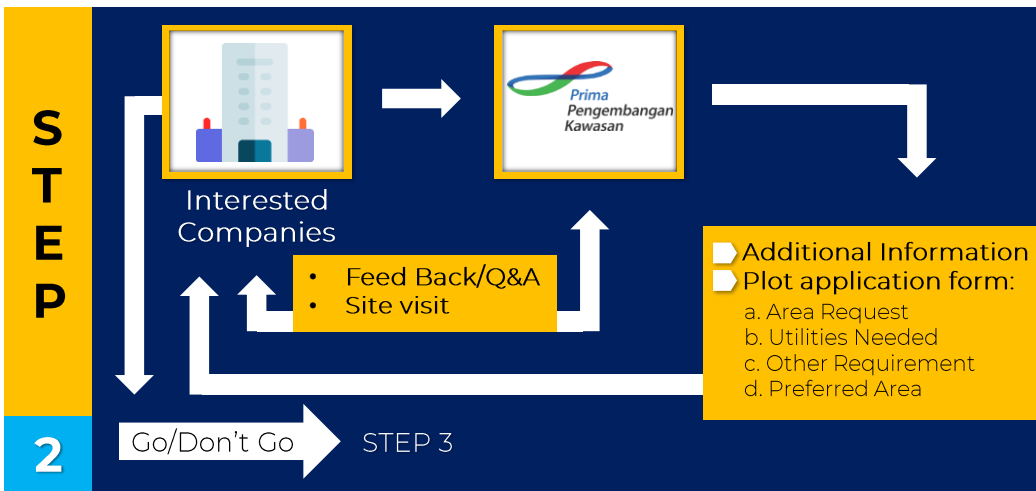 STEP
2
Interested
Companies
Prima
Pengembangan
Kawasan
• Feed Back/Q&A
• Site visit
Additional Information
Plot application form:
a. Area Request
b. Utilities Needed
c. Other Requirement
d. Preferred Area
Go/Don't Go
STEP 3